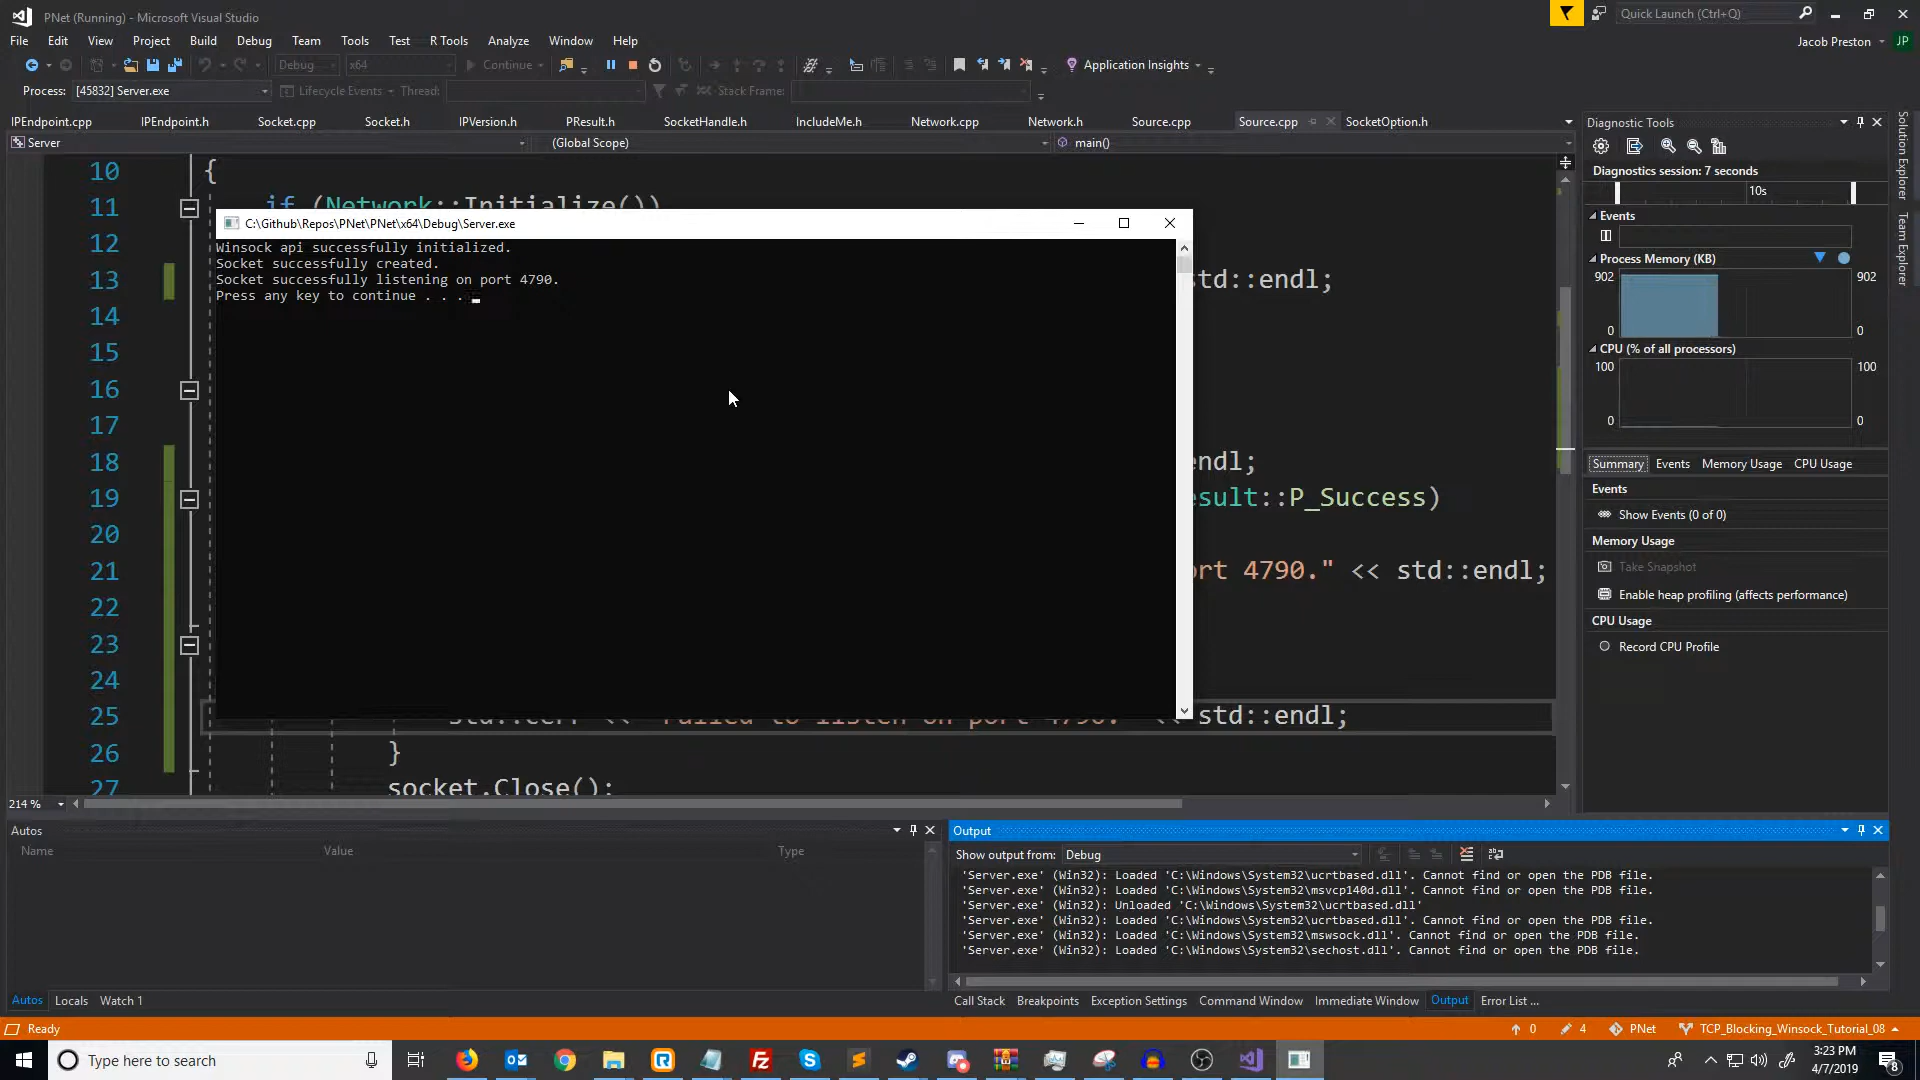 PNet (Running) - Microsoft Visual Studio
Quick Launch (Ctrl+Q)
File Edit View Project Build Debug Team Tools Test R Tools Analyze Window Help
Jacob Preston JP
Debug x64 Continue Application Insights
Process: [45832] Server.exe Lifecycle Events Thread: Stack Frame:
IPEndpoint.cpp IPEndpoint.h Socket.cpp Socket.h IPVersion.h PResult.h SocketHandle.h IncludeMe.h Network.cpp Network.h Source.cpp Source.cpp SocketOption.h
Server (Global Scope) main()
10 {
11 if (Network::Initialize())
C:\Github\Repos\PNet\PNet\x64\Debug\Server.exe
Winsock api successfully initialized.
Socket successfully created.
Socket successfully listening on port 4790.
Press any key to continue . . .
12
13 std::endl;
14
15
16
17
18 endl;
19 esult::P_Success)
20
21 ort 4790." << std::endl;
22
23
24
25 std::cerr << "Failed to listen on port 4790." << std::endl;
26 }
27 socket.Close();
214 %
Diagnostic Tools
Diagnostics session: 7 seconds
10s
Events
Process Memory (KB)
902 902
0 0
CPU (% of all processors)
100 100
0 0
Summary Events Memory Usage CPU Usage
Events
Show Events (0 of 0)
Memory Usage
Take Snapshot
Enable heap profiling (affects performance)
CPU Usage
Record CPU Profile
Solution Explorer
Team Explorer
Autos
Name Value Type
Autos Locals Watch 1
Output
Show output from: Debug
'Server.exe' (Win32): Loaded 'C:\Windows\System32\ucrtbased.dll'. Cannot find or open the PDB file.
'Server.exe' (Win32): Loaded 'C:\Windows\System32\msvcp140d.dll'. Cannot find or open the PDB file.
'Server.exe' (Win32): Unloaded 'C:\Windows\System32\ucrtbased.dll'
'Server.exe' (Win32): Loaded 'C:\Windows\System32\ucrtbased.dll'. Cannot find or open the PDB file.
'Server.exe' (Win32): Loaded 'C:\Windows\System32\mswsock.dll'. Cannot find or open the PDB file.
'Server.exe' (Win32): Loaded 'C:\Windows\System32\sechost.dll'. Cannot find or open the PDB file.
Call Stack Breakpoints Exception Settings Command Window Immediate Window Output Error List ...
Ready 0 4 PNet TCP_Blocking_Winsock_Tutorial_08
Type here to search
3:23 PM
4/7/2019
8